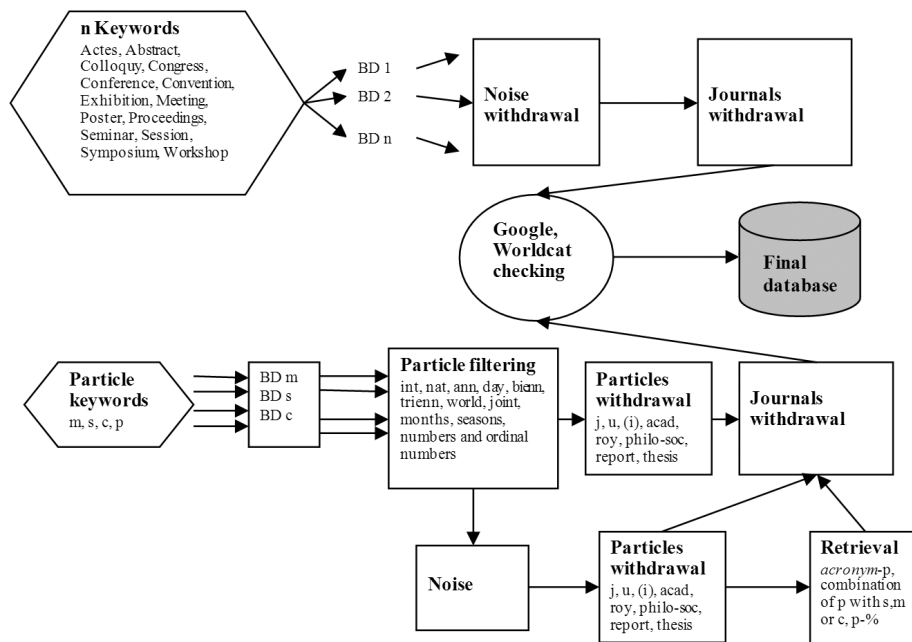 n Keywords
Actes, Abstract,
Colloquy, Congress,
Conference, Convention,
Exhibition, Meeting,
Poster, Proceedings,
Seminar, Session,
Symposium, Workshop
BD 1
BD 2
BD n
Noise
withdrawal
Journals
withdrawal
Google,
Worldcat
checking
Final
database
Particle
keywords
m, s, c, p
BD m
BD s
BD c
Particle filtering
int, nat, ann, day, bienn,
trienn, world, joint,
months, seasons,
numbers and ordinal
numbers
Particles
withdrawal
j, u, (i), acad,
roy, philo-soc,
report, thesis
Journals
withdrawal
Noise
Particles
withdrawal
j, u, (i), acad,
roy, philo-soc,
report, thesis
Retrieval
acronym-p,
combination
of p with s,m
or c, p-%